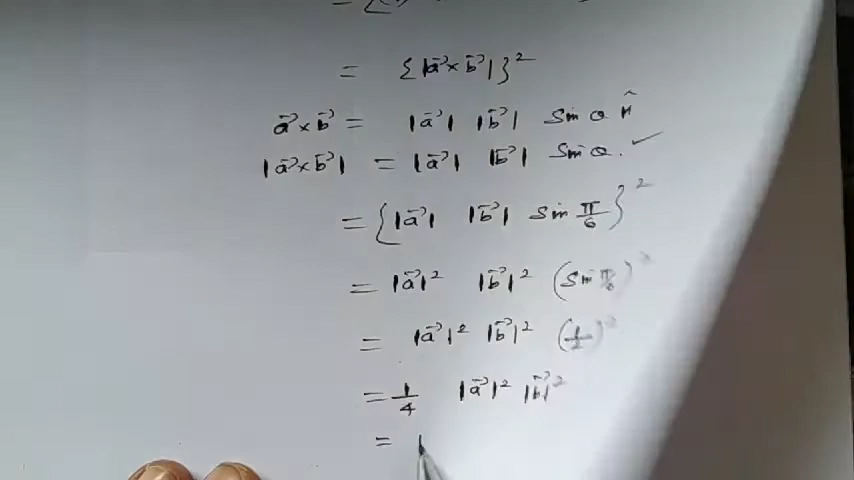 = {|a⃗×b⃗|}²
a⃗×b⃗ = |a⃗| |b⃗| Sin θ n̂
|a⃗×b⃗| = |a⃗| |b⃗| Sin θ. ✓
= {|a⃗| |b⃗| Sin π/6}²
= |a⃗|² |b⃗|² (Sin π/6)²
= |a⃗|² |b⃗|² (1/2)²
= 1/4 |a⃗|² |b⃗|²
=